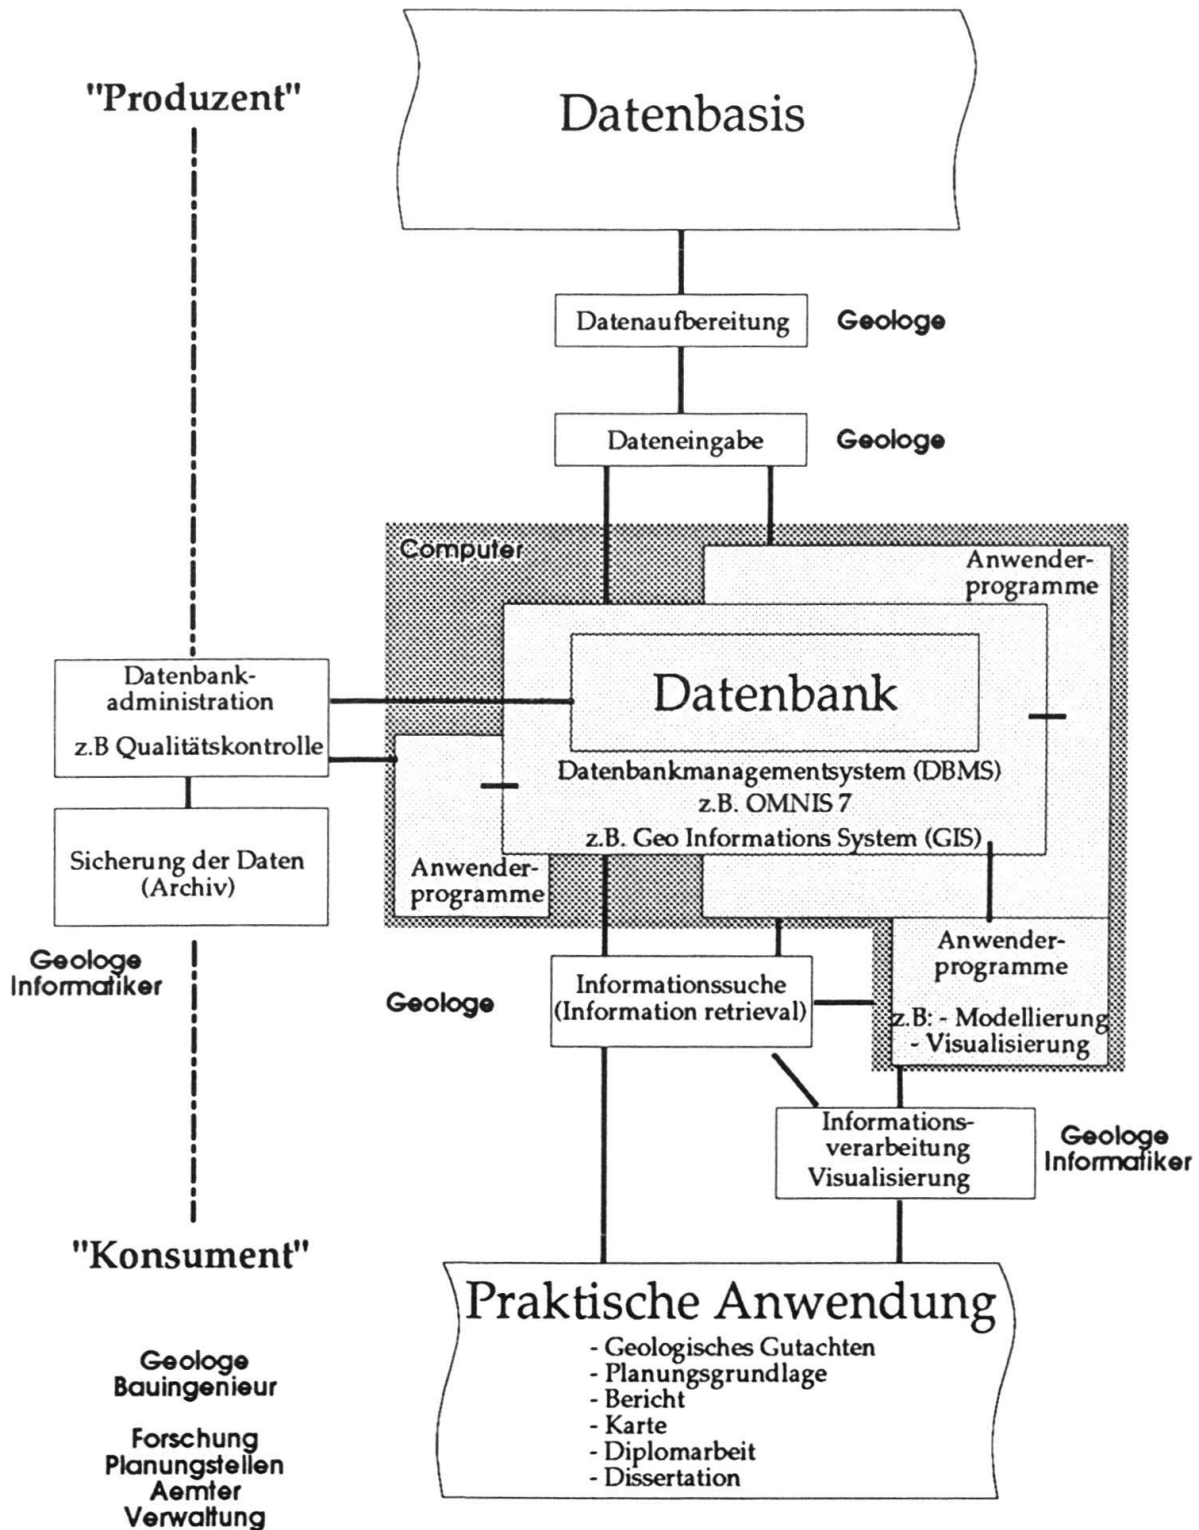 "Produzent"
Datenbasis
Datenaufbereitung
Geologe
Dateneingabe
Geologe
Computer
Anwender-
programme
Datenbank-
administration
z.B Qualitätskontrolle
Datenbank
Datenbankmanagementsystem (DBMS)
z.B. OMNIS 7
z.B. Geo Informations System (GIS)
Sicherung der Daten
(Archiv)
Anwender-
programme
Geologe
Informatiker
Geologe
Informationssuche
(Information retrieval)
Anwender-
programme
z.B: - Modellierung
- Visualisierung
Informations-
verarbeitung
Visualisierung
Geologe
Informatiker
"Konsument"
Praktische Anwendung
- Geologisches Gutachten
- Planungsgrundlage
- Bericht
- Karte
- Diplomarbeit
- Dissertation
Geologe
Bauingenieur
Forschung
Planungstellen
Aemter
Verwaltung